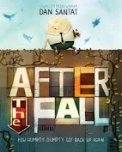 DAN SANTAT
AFTER
THE
FALL
HOW HUMPTY DUMPTY GOT BACK UP AGAIN